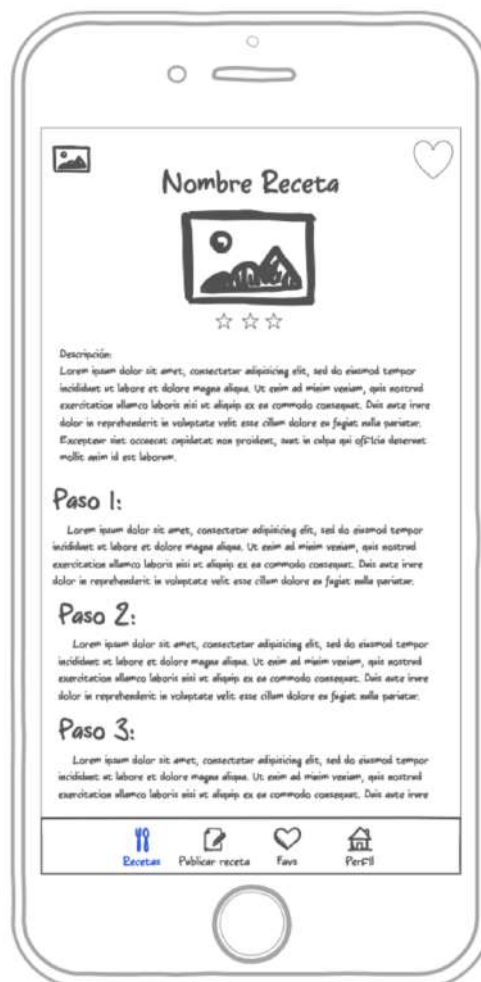 Nombre Receta
Descripción:
Lorem ipsum dolor sit amet, consectetur adipisicing elit, sed do eiusmod tempor
incididunt ut labore et dolore magna aliqua. Ut enim ad minim veniam, quis nostrud
exercitation ullamco laboris nisi ut aliquip ex ea commodo consequat. Duis aute irure
dolor in reprehenderit in voluptate velit esse cillum dolore eu fugiat nulla pariatur.
Excepteur sint occaecat cupidatat non proident, sunt in culpa qui officia deserunt
mollit anim id est laborum.
Paso 1:
Lorem ipsum dolor sit amet, consectetur adipisicing elit, sed do eiusmod tempor
incididunt ut labore et dolore magna aliqua. Ut enim ad minim veniam, quis nostrud
exercitation ullamco laboris nisi ut aliquip ex ea commodo consequat. Duis aute irure
dolor in reprehenderit in voluptate velit esse cillum dolore eu fugiat nulla pariatur.
Paso 2:
Lorem ipsum dolor sit amet, consectetur adipisicing elit, sed do eiusmod tempor
incididunt ut labore et dolore magna aliqua. Ut enim ad minim veniam, quis nostrud
exercitation ullamco laboris nisi ut aliquip ex ea commodo consequat. Duis aute irure
dolor in reprehenderit in voluptate velit esse cillum dolore eu fugiat nulla pariatur.
Paso 3:
Lorem ipsum dolor sit amet, consectetur adipisicing elit, sed do eiusmod tempor
incididunt ut labore et dolore magna aliqua. Ut enim ad minim veniam, quis nostrud
exercitation ullamco laboris nisi ut aliquip ex ea commodo consequat. Duis aute irure
Recetas Publicar receta Favs Perfil